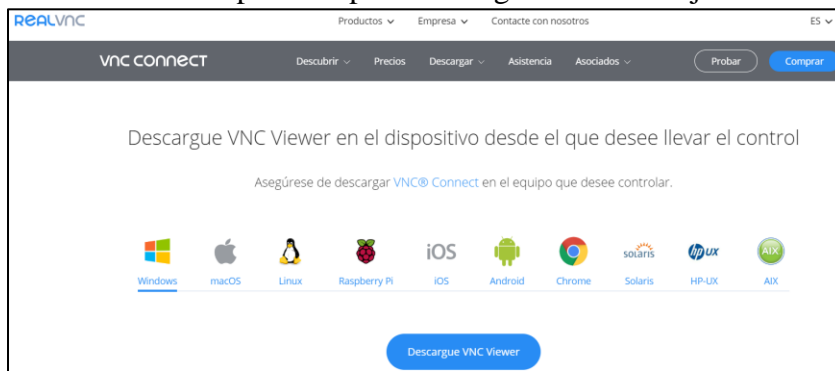 REALVNC Productos Empresa Contacte con nosotros ES
vnc connect Descubrir Precios Descargar Asistencia Asociados Probar Comprar
Descargue VNC Viewer en el dispositivo desde el que desee llevar el control
Asegúrese de descargar VNC® Connect en el equipo que desee controlar.
iOS solaris hp ux AIX
Windows macOS Linux Raspberry Pi iOS Android Chrome Solaris HP-UX AIX
Descargue VNC Viewer